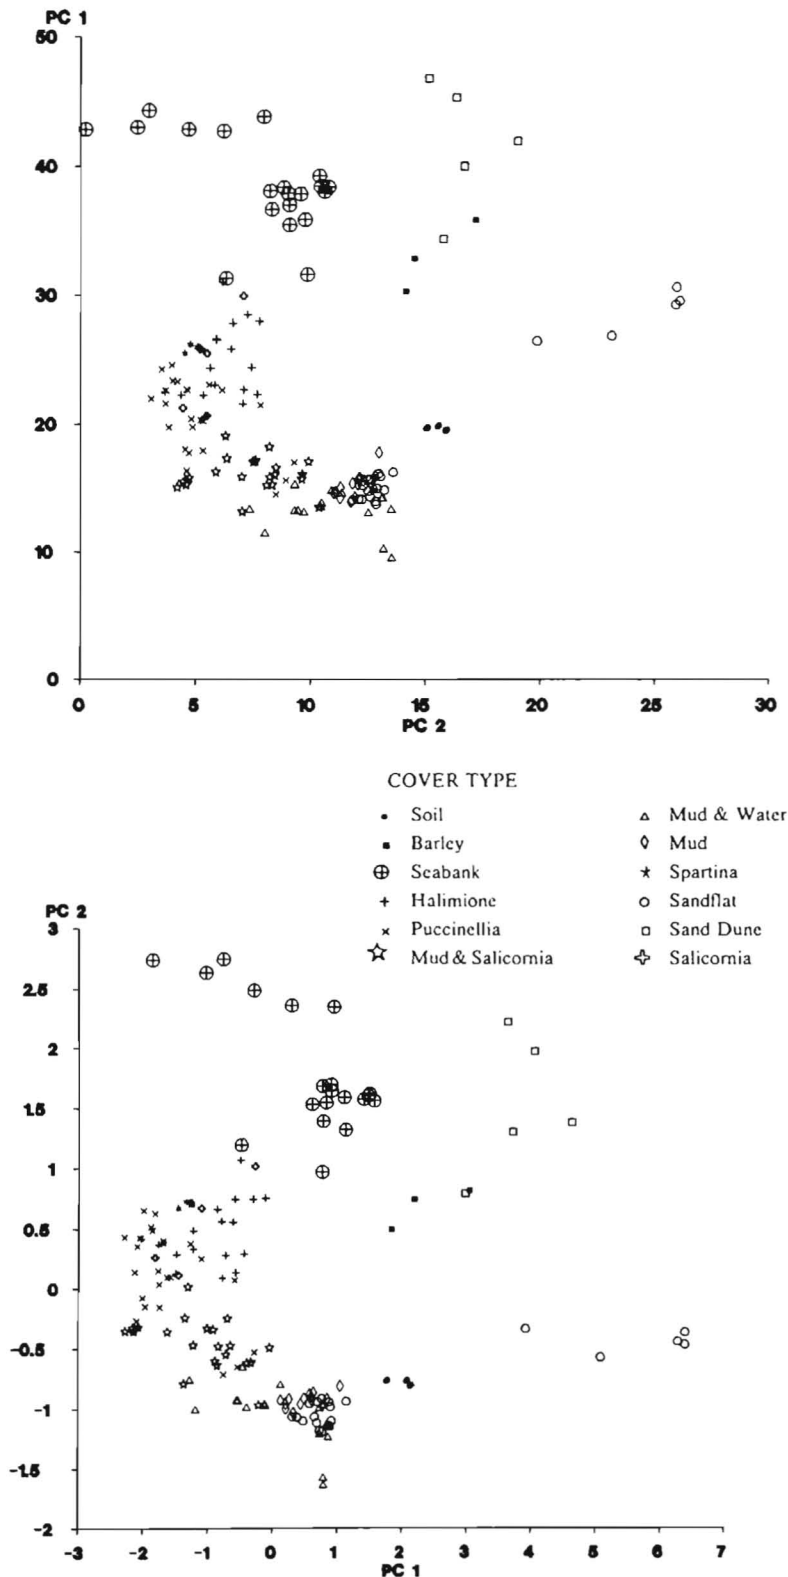 PC 1
50
40
30
20
10
0
0 5 10 15 20 25 30
PC 2
COVER TYPE
Soil Mud & Water
Barley Mud
Seabank Spartina
Halimione Sandflat
Puccinellia Sand Dune
Mud & Salicornia Salicornia
PC 2
3
2.5
2
1.5
1
0.5
0
-0.5
-1
-1.5
-2
-3 -2 -1 0 1 2 3 4 5 6 7
PC 1